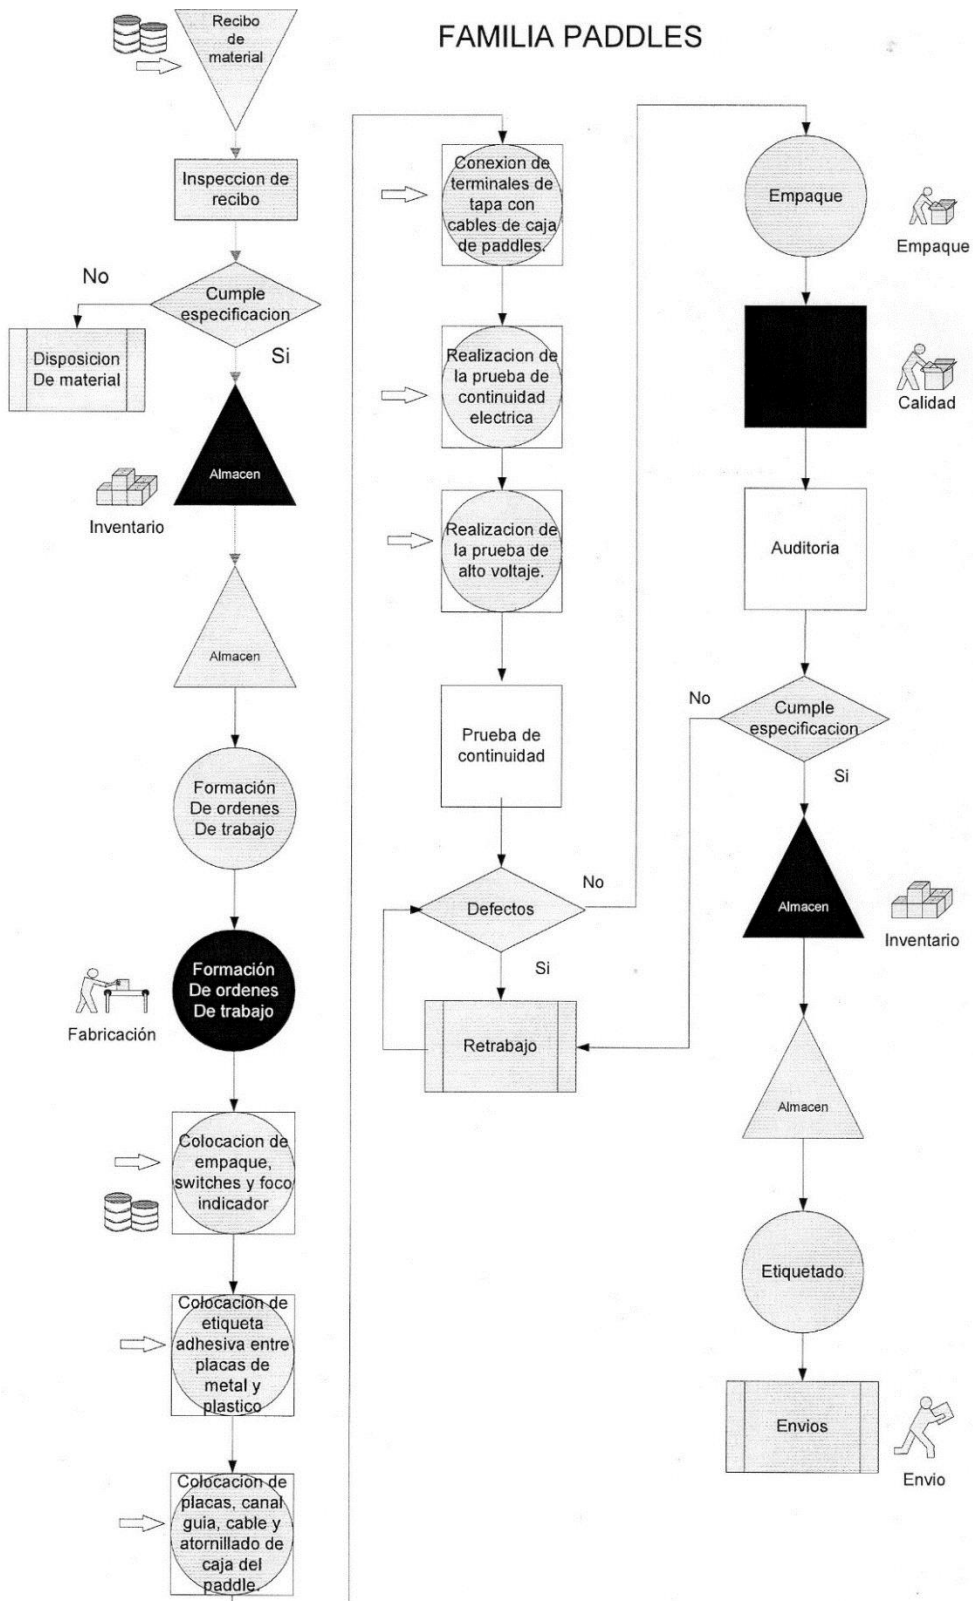 FAMILIA PADDLES
Recibo
de
material
Inspeccion de
recibo
No
Cumple
especificacion
Si
Disposicion
De material
Almacen
Inventario
Almacen
Formación
De ordenes
De trabajo
Formación
De ordenes
De trabajo
Fabricación
Colocacion de
empaque,
switches y foco
indicador
Colocacion de
etiqueta
adhesiva entre
placas de
metal y
plastico
Colocacion de
placas, canal
guia, cable y
atornillado de
caja del
paddle.
Conexion de
terminales de
tapa con
cables de caja
de paddles.
Realizacion de
la prueba de
continuidad
electrica
Realizacion de
la prueba de
alto voltaje.
Prueba de
continuidad
Defectos
No
Si
Retrabajo
Empaque
Empaque
Calidad
Auditoria
No
Cumple
especificacion
Si
Almacen
Inventario
Almacen
Etiquetado
Envios
Envio